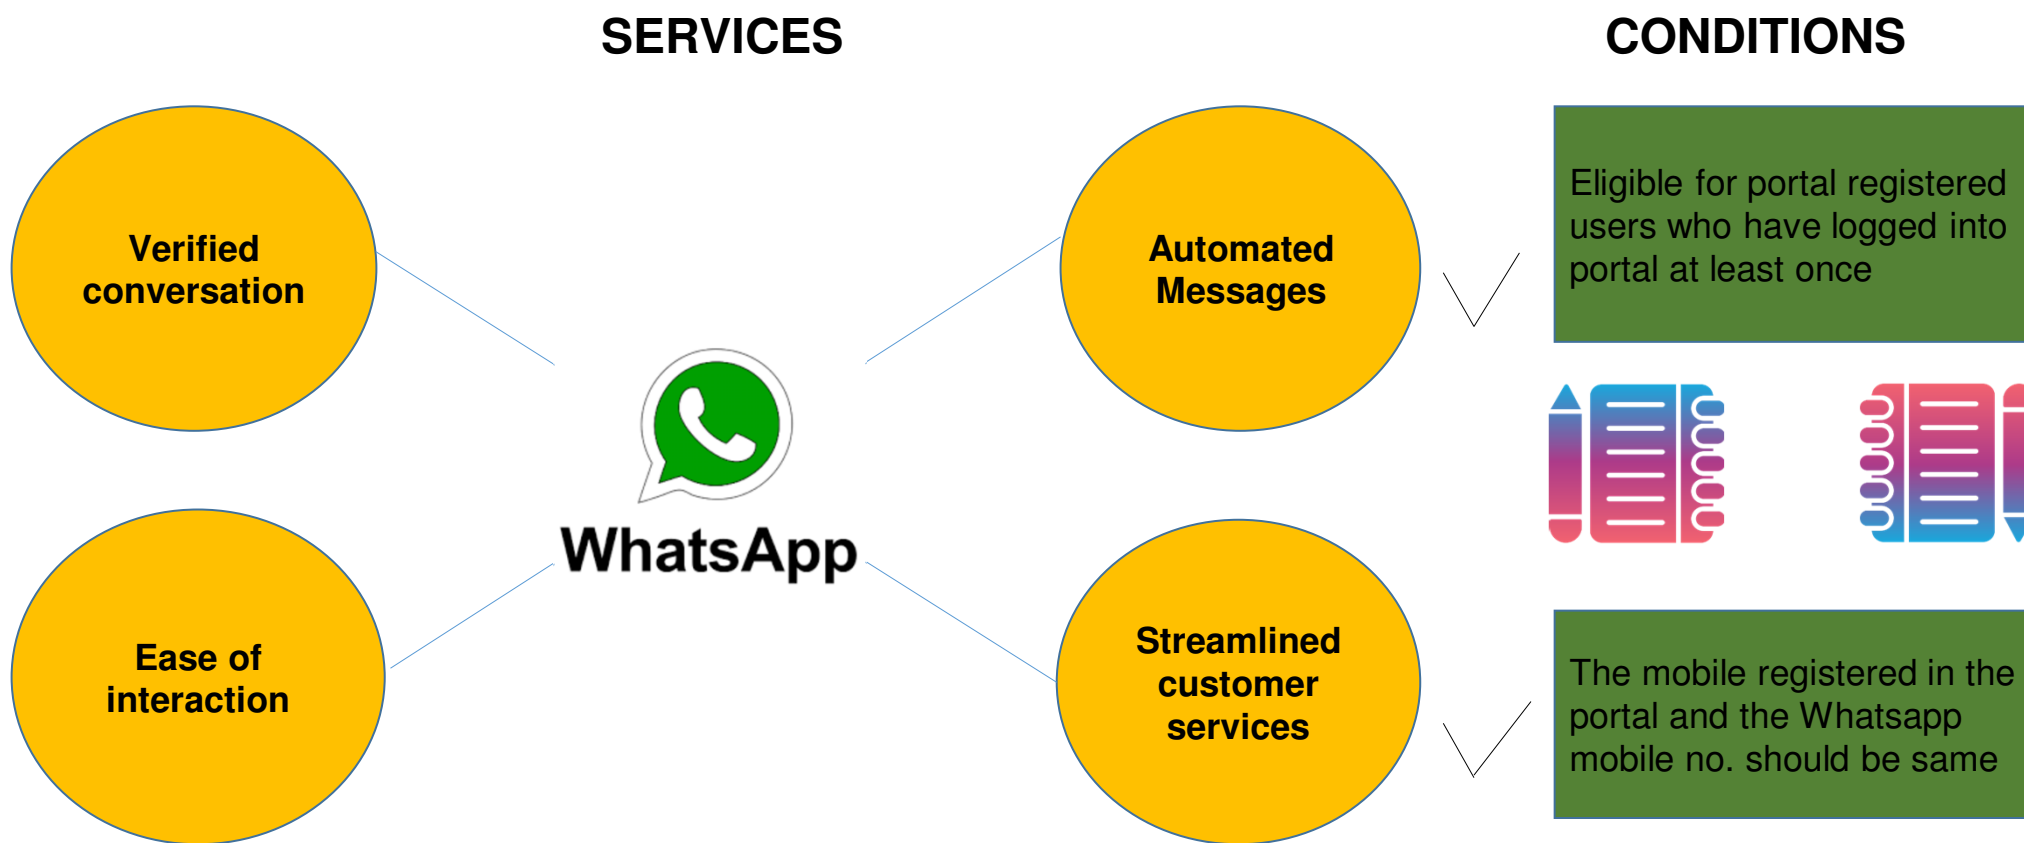 SERVICES
CONDITIONS
Verified
conversation
Automated
Messages
Eligible for portal registered
users who have logged into
portal at least once
WhatsApp
Ease of
interaction
Streamlined
customer
services
The mobile registered in the
portal and the Whatsapp
mobile no. should be same